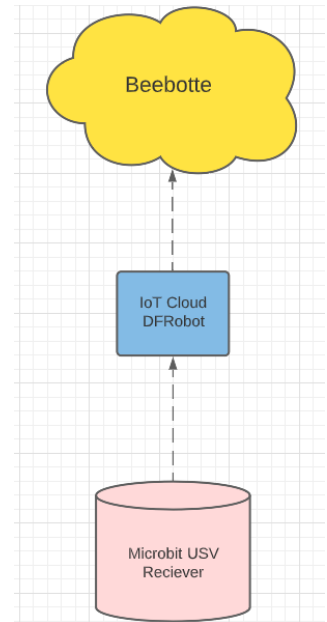 Beebotte
IoT Cloud
DFRobot
Microbit USV
Reciever